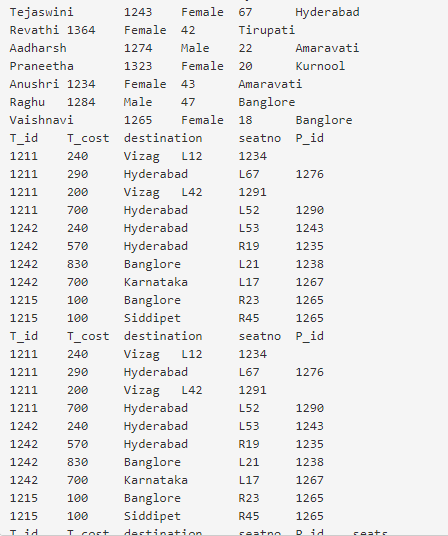 Tejaswini 1243 Female 67 Hyderabad
Revathi 1364 Female 42 Tirupati
Aadharsh 1274 Male 22 Amaravati
Praneetha 1323 Female 20 Kurnool
Anushri 1234 Female 43 Amaravati
Raghu 1284 Male 47 Banglore
Vaishnavi 1265 Female 18 Banglore
T_id T_cost destination seatno P_id
1211 240 Vizag L12 1234
1211 290 Hyderabad L67 1276
1211 200 Vizag L42 1291
1211 700 Hyderabad L52 1290
1242 240 Hyderabad L53 1243
1242 570 Hyderabad R19 1235
1242 830 Banglore L21 1238
1242 700 Karnataka L17 1267
1215 100 Banglore R23 1265
1215 100 Siddipet R45 1265
T_id T_cost destination seatno P_id
1211 240 Vizag L12 1234
1211 290 Hyderabad L67 1276
1211 200 Vizag L42 1291
1211 700 Hyderabad L52 1290
1242 240 Hyderabad L53 1243
1242 570 Hyderabad R19 1235
1242 830 Banglore L21 1238
1242 700 Karnataka L17 1267
1215 100 Banglore R23 1265
1215 100 Siddipet R45 1265
T_id T_cost destination seatno P_id seats